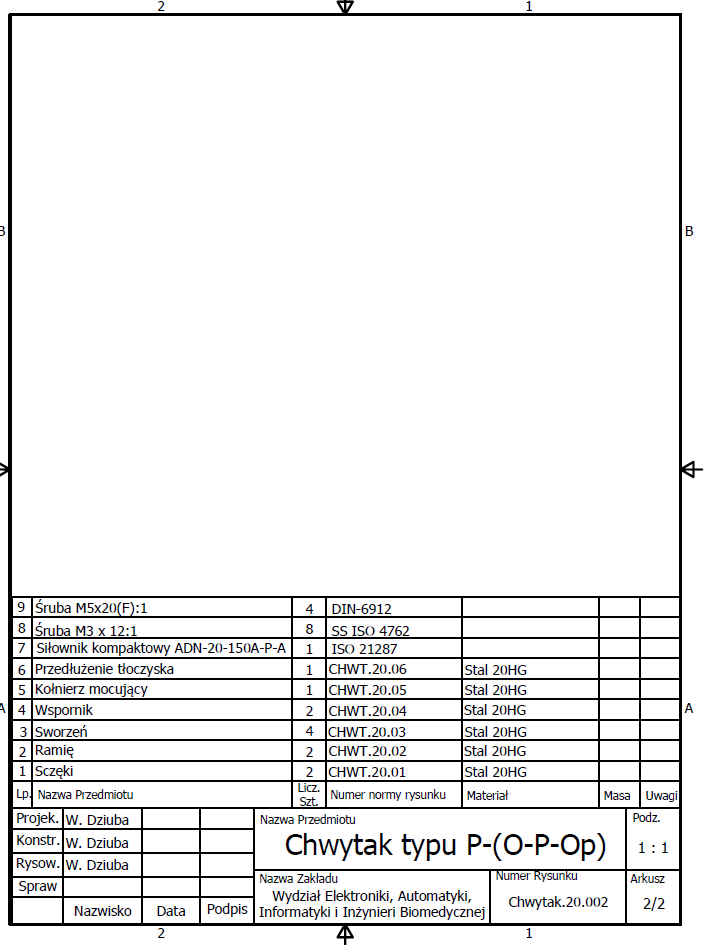 2 1
B B
9 Śruba M5x20(F):1 4 DIN-6912
8 Śruba M3 x 12:1 8 SS ISO 4762
7 Siłownik kompaktowy ADN-20-150A-P-A 1 ISO 21287
6 Przedłużenie tłoczyska 1 CHWT.20.06 Stal 20HG
5 Kołnierz mocujący 1 CHWT.20.05 Stal 20HG
A 4 Wspornik 2 CHWT.20.04 Stal 20HG A
3 Sworzeń 4 CHWT.20.03 Stal 20HG
2 Ramię 2 CHWT.20.02 Stal 20HG
1 Sczęki 2 CHWT.20.01 Stal 20HG
Lp. Nazwa Przedmiotu Licz. Szt. Numer normy rysunku Materiał Masa Uwagi
Projek. W. Dziuba
Konstr. W. Dziuba
Rysow. W. Dziuba
Spraw
Nazwisko Data Podpis
Nazwa Przedmiotu
Chwytak typu P-(O-P-Op)
Podz.
1 : 1
Nazwa Zakładu
Wydział Elektroniki, Automatyki,
Informatyki i Inżynieri Biomedycznej
Numer Rysunku
Chwytak.20.002
Arkusz
2/2
2 1